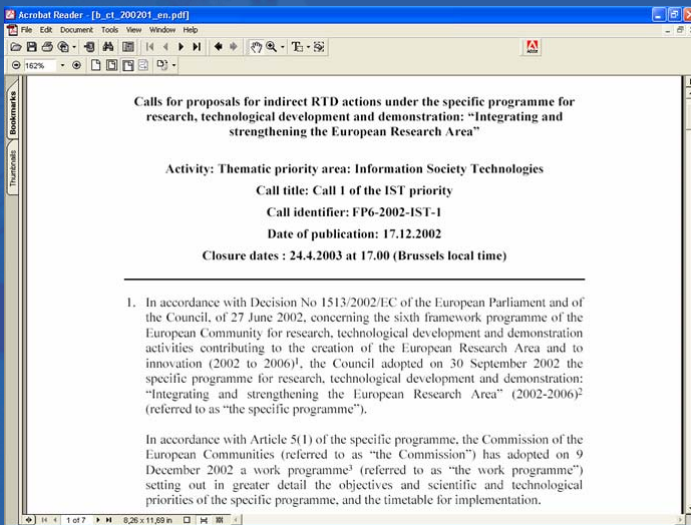 Acrobat Reader - [b_ct_200201_en.pdf]
File Edit Document Tools View Window Help
162%
Bookmarks
Thumbnails
Calls for proposals for indirect RTD actions under the specific programme for
research, technological development and demonstration: “Integrating and
strengthening the European Research Area”
Activity: Thematic priority area: Information Society Technologies
Call title: Call 1 of the IST priority
Call identifier: FP6-2002-IST-1
Date of publication: 17.12.2002
Closure dates : 24.4.2003 at 17.00 (Brussels local time)
1. In accordance with Decision No 1513/2002/EC of the European Parliament and of
the Council, of 27 June 2002, concerning the sixth framework programme of the
European Community for research, technological development and demonstration
activities contributing to the creation of the European Research Area and to
innovation (2002 to 2006)¹, the Council adopted on 30 September 2002 the
specific programme for research, technological development and demonstration:
“Integrating and strengthening the European Research Area” (2002-2006)²
(referred to as “the specific programme”).
In accordance with Article 5(1) of the specific programme, the Commission of the
European Communities (referred to as “the Commission”) has adopted on 9
December 2002 a work programme³ (referred to as “the work programme”)
setting out in greater detail the objectives and scientific and technological
priorities of the specific programme, and the timetable for implementation.
1 of 7 8,26 x 11,69 in